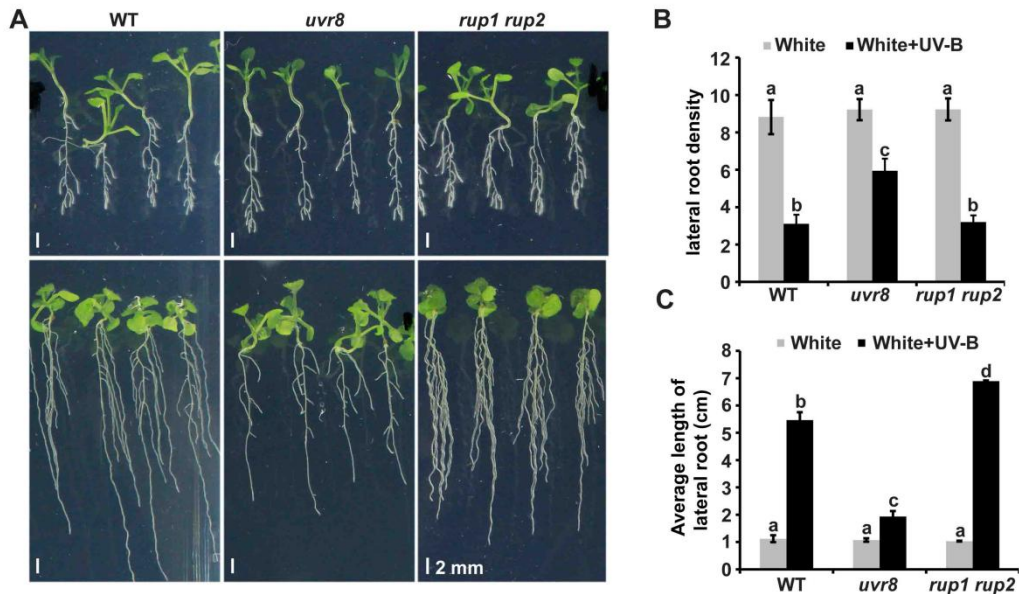 A
WT
uvr8
rup1 rup2
2 mm
B
White
White+UV-B
lateral root density
12
10
8
6
4
2
0
a
b
a
c
a
b
WT
uvr8
rup1 rup2
C
White
White+UV-B
Average length of
lateral root (cm)
8
7
6
5
4
3
2
1
0
a
b
a
c
a
d
WT
uvr8
rup1 rup2